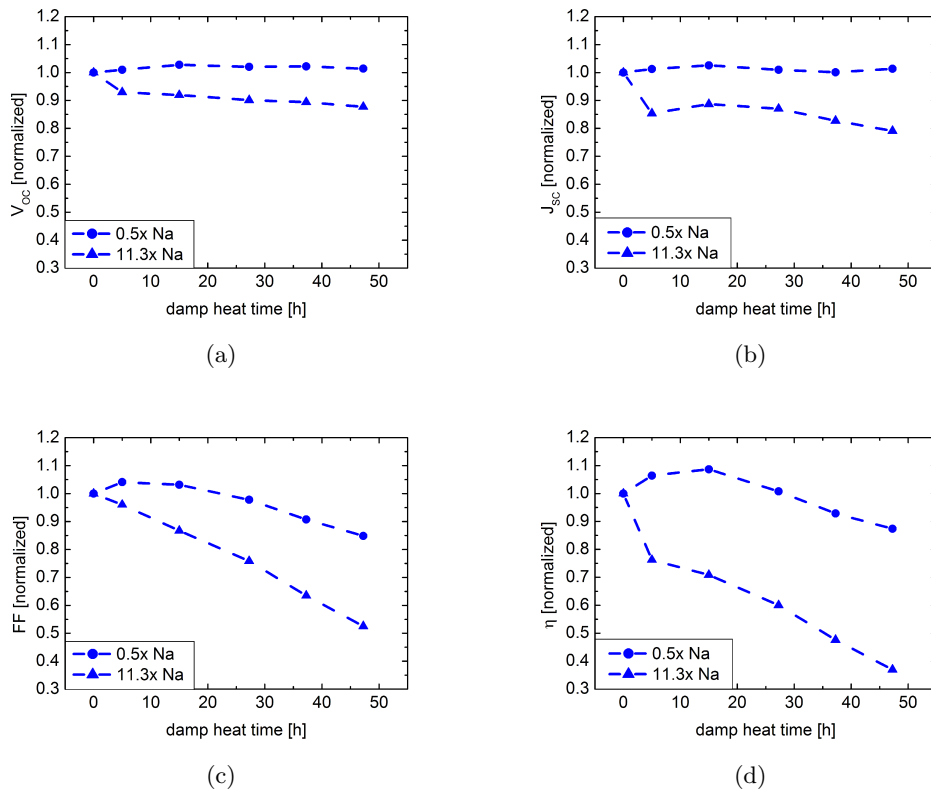 1.2
1.1
1.0
0.9
0.8
0.7
0.6
0.5
0.4
0.3
V_OC [normalized]
0.5x Na
11.3x Na
0 10 20 30 40 50
damp heat time [h]
(a)
1.2
1.1
1.0
0.9
0.8
0.7
0.6
0.5
0.4
0.3
J_SC [normalized]
0.5x Na
11.3x Na
0 10 20 30 40 50
damp heat time [h]
(b)
1.2
1.1
1.0
0.9
0.8
0.7
0.6
0.5
0.4
0.3
FF [normalized]
0.5x Na
11.3x Na
0 10 20 30 40 50
damp heat time [h]
(c)
1.2
1.1
1.0
0.9
0.8
0.7
0.6
0.5
0.4
0.3
η [normalized]
0.5x Na
11.3x Na
0 10 20 30 40 50
damp heat time [h]
(d)